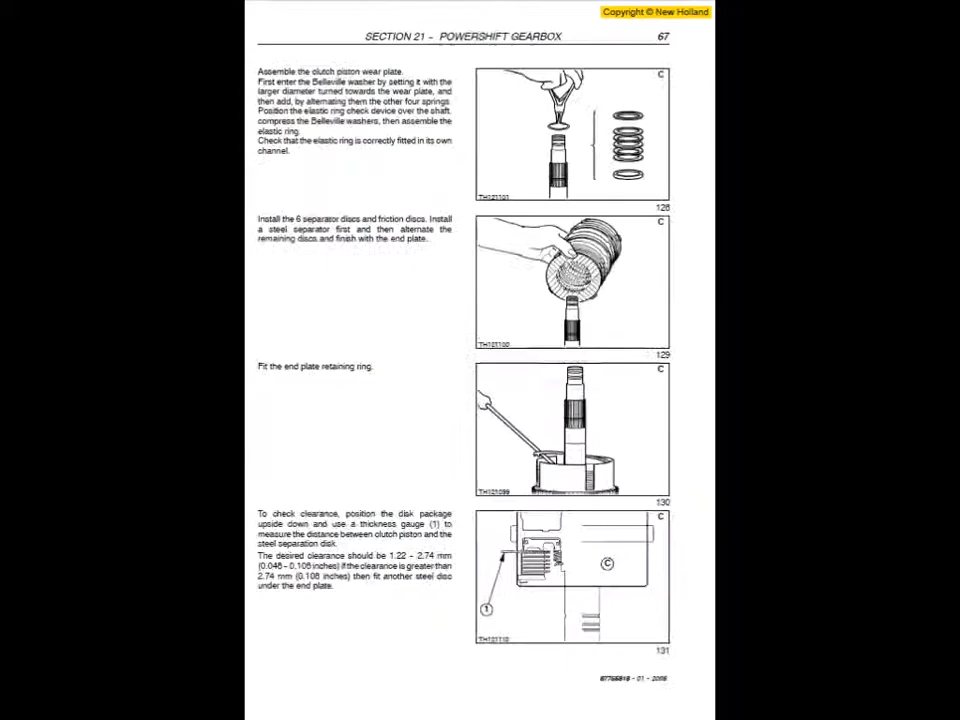 Copyright © New Holland
SECTION 21 - POWERSHIFT GEARBOX 67
Assemble the clutch piston wear plate.
First enter the Belleville washer by setting it with the
larger diameter turned towards the wear plate, and
then add, by alternating them the other four springs
Position the elastic ring check device over the shaft,
compress the Belleville washers, then assemble the
elastic ring.
Check that the elastic ring is correctly fitted in its own
channel.
C
TH121101
128
Install the 6 separator discs and friction discs. Install
a steel separator first and then alternate the
remaining discs and finish with the end plate.
C
TH121100
129
Fit the end plate retaining ring.
C
TH121099
130
To check clearance, position the disk package
upside down and use a thickness gauge (1) to
measure the distance between clutch piston and the
steel separation disk.
The desired clearance should be 1.22 - 2.74 mm
(0.048 - 0.108 inches) if the clearance is greater than
2.74 mm (0.108 inches) then fit another steel disc
under the end plate.
C
C
1
TH121110
131
- 01 - 2006